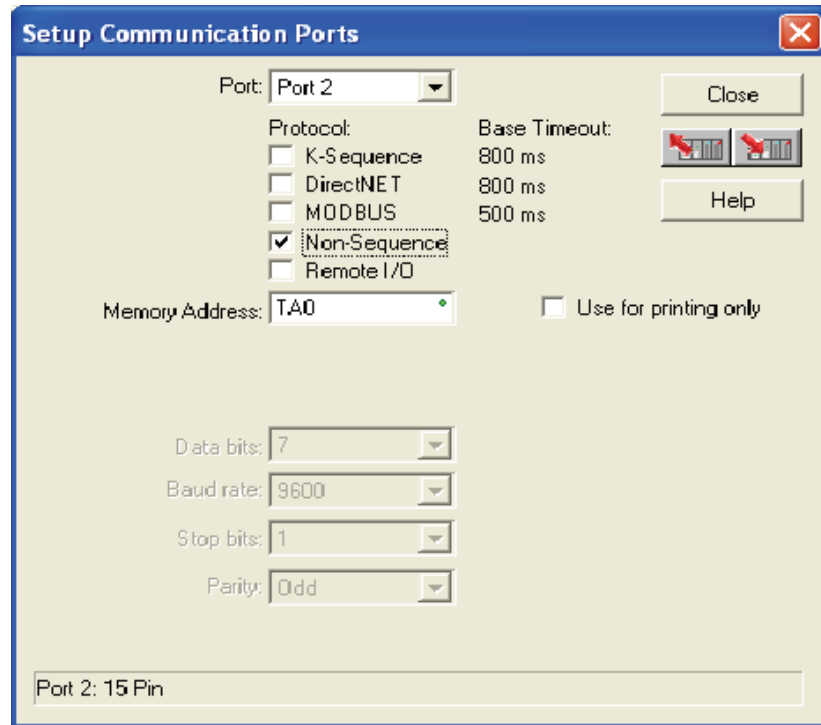 Setup Communication Ports
Port: Port 2
Close
Protocol:
Base Timeout:
K-Sequence
800 ms
DirectNET
800 ms
MODBUS
500 ms
Help
Non-Sequence
Remote I/O
Memory Address: TA0
Use for printing only
Data bits: 7
Baud rate: 9600
Stop bits: 1
Parity: Odd
Port 2: 15 Pin